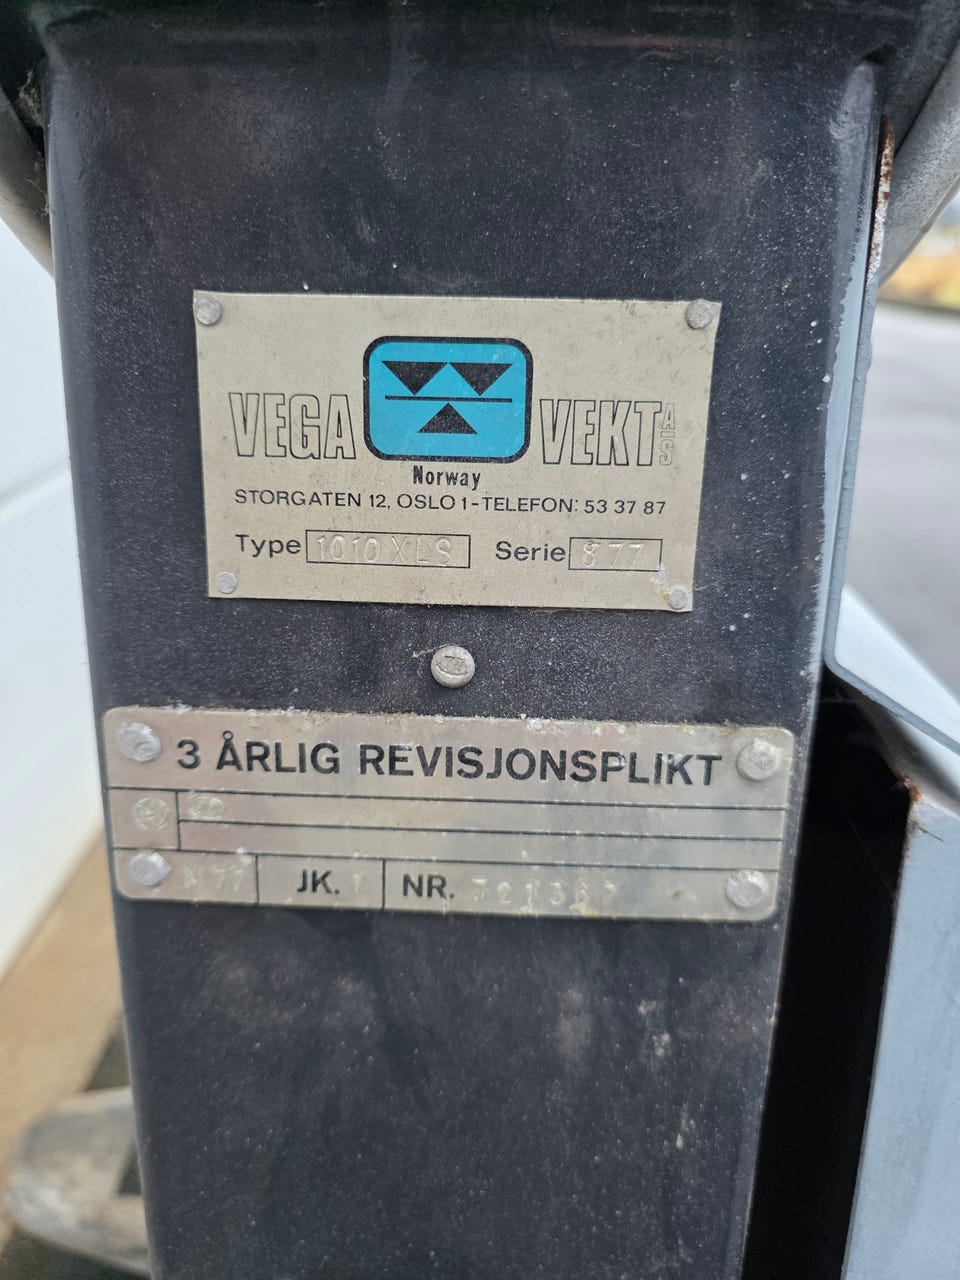 VEGA VEKT A/S
Norway
STORGATEN 12, OSLO 1 - TELEFON: 53 37 87
Type 1010 XLS Serie 877
3 ÅRLIG REVISJONSPLIKT
77 JK. 1 NR.